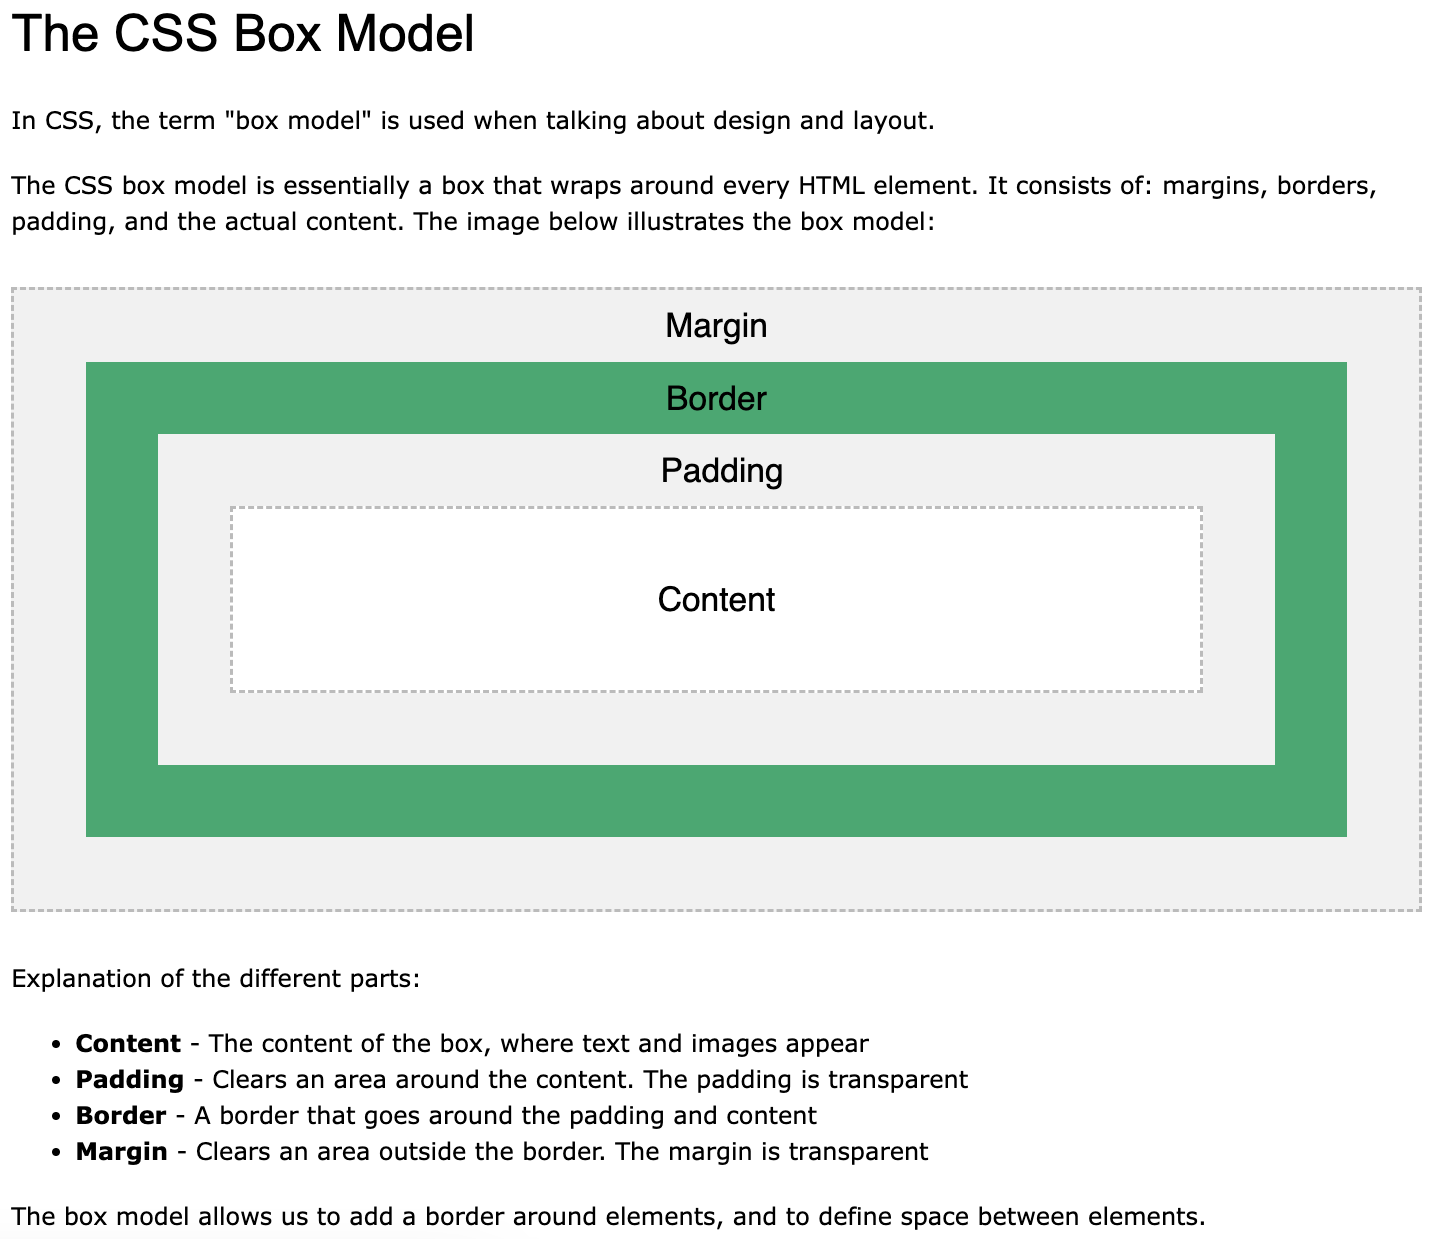 The CSS Box Model
In CSS, the term "box model" is used when talking about design and layout.
The CSS box model is essentially a box that wraps around every HTML element. It consists of: margins, borders,
padding, and the actual content. The image below illustrates the box model:
Margin
Border
Padding
Content
Explanation of the different parts:
• Content - The content of the box, where text and images appear
• Padding - Clears an area around the content. The padding is transparent
• Border - A border that goes around the padding and content
• Margin - Clears an area outside the border. The margin is transparent
The box model allows us to add a border around elements, and to define space between elements.